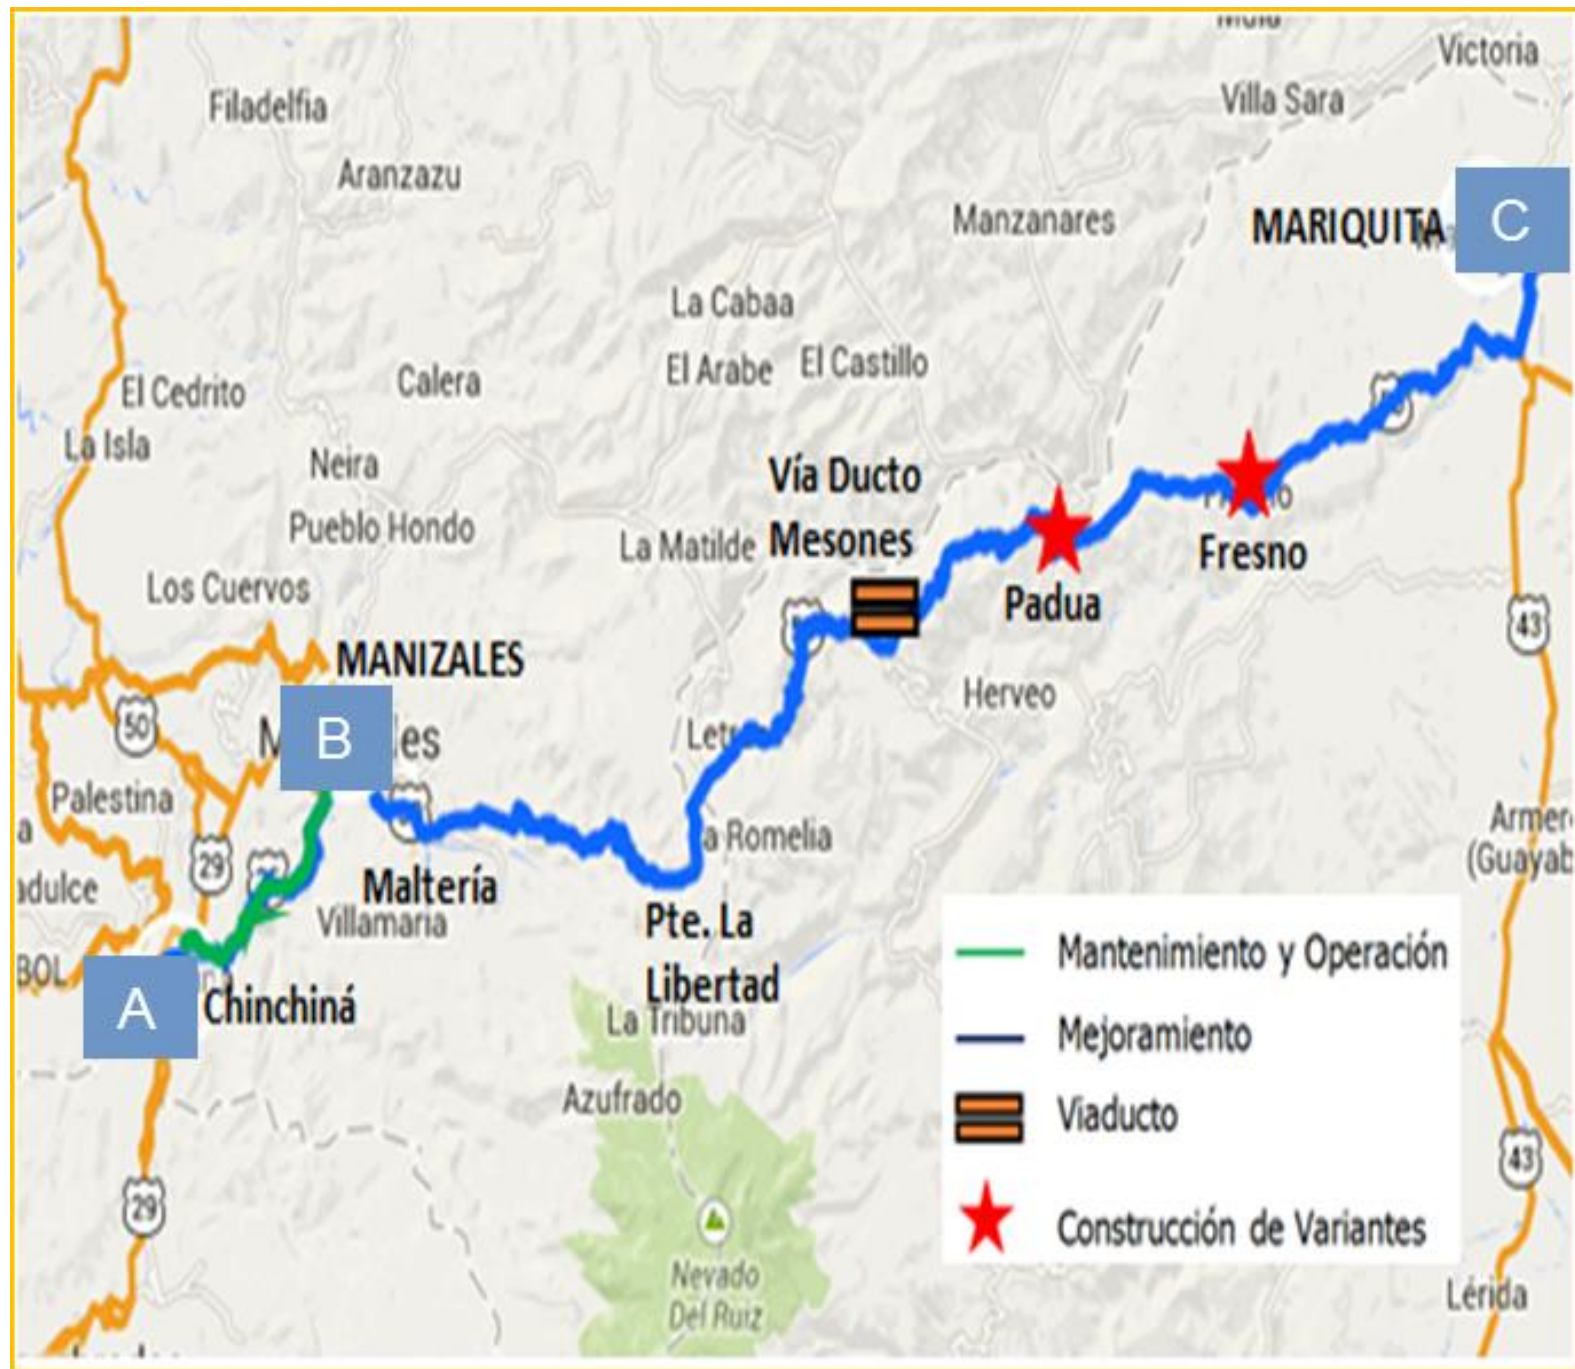 Victoria
Villa Sara
Filadelfia
Aranzazu
Manzanares
MARIQUITA
C
La Cabaa
El Arabe
El Castillo
Calera
El Cedrito
La Isla
Neira
Vía Ducto
Mesones
Pueblo Hondo
La Matilde
Fresno
Padua
Los Cuervos
43
MANIZALES
Herveo
50
B
Palestina
a Romelia
29
Maltería
Villamaria
Pte. La
Libertad
A
Chinchiná
La Tribuna
Azufrado
Mantenimiento y Operación
Mejoramiento
Viaducto
Construcción de Variantes
43
29
Nevado
Del Ruiz
Lérida